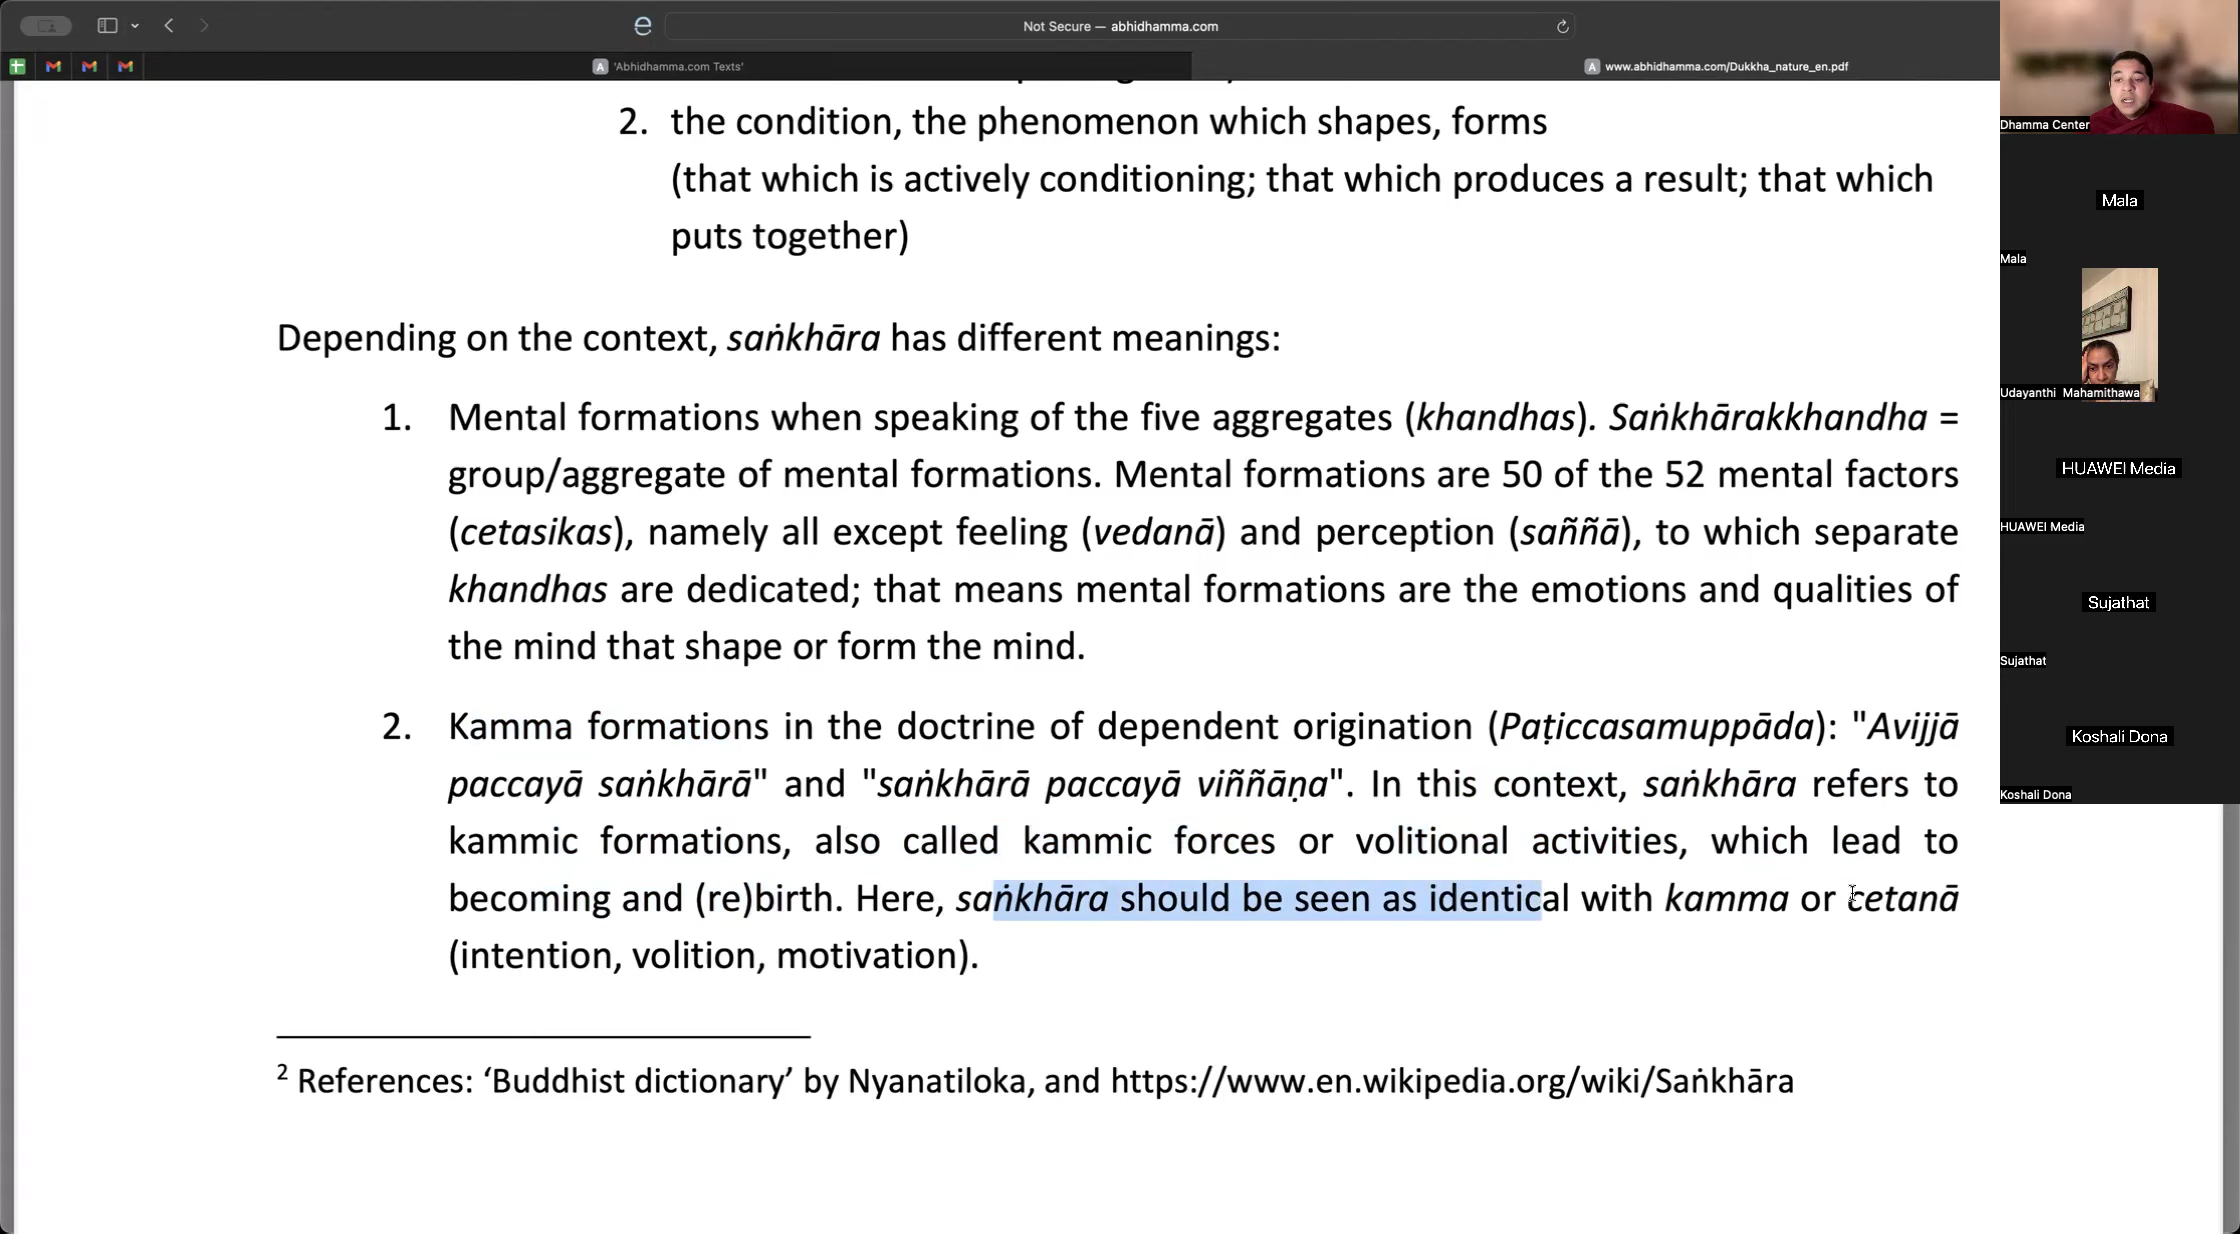 Not Secure — abhidhamma.com
'Abhidhamma.com Texts'
www.abhidhamma.com/Dukkha_nature_en.pdf
2. the condition, the phenomenon which shapes, forms
(that which is actively conditioning; that which produces a result; that which
puts together)
Depending on the context, saṅkhāra has different meanings:
1. Mental formations when speaking of the five aggregates (khandhas). Saṅkhārakkhandha =
group/aggregate of mental formations. Mental formations are 50 of the 52 mental factors
(cetasikas), namely all except feeling (vedanā) and perception (saññā), to which separate
khandhas are dedicated; that means mental formations are the emotions and qualities of
the mind that shape or form the mind.
2. Kamma formations in the doctrine of dependent origination (Paṭiccasamuppāda): "Avijjā
paccayā saṅkhārā" and "saṅkhārā paccayā viññāṇa". In this context, saṅkhāra refers to
kammic formations, also called kammic forces or volitional activities, which lead to
becoming and (re)birth. Here, saṅkhāra should be seen as identical with kamma or cetanā
(intention, volition, motivation).
2 References: ‘Buddhist dictionary’ by Nyanatiloka, and https://www.en.wikipedia.org/wiki/Saṅkhāra
Dhamma Center
Mala
Mala
Udayanthi Mahamithawa
HUAWEI Media
HUAWEI Media
Sujathat
Sujathat
Koshali Dona
Koshali Dona